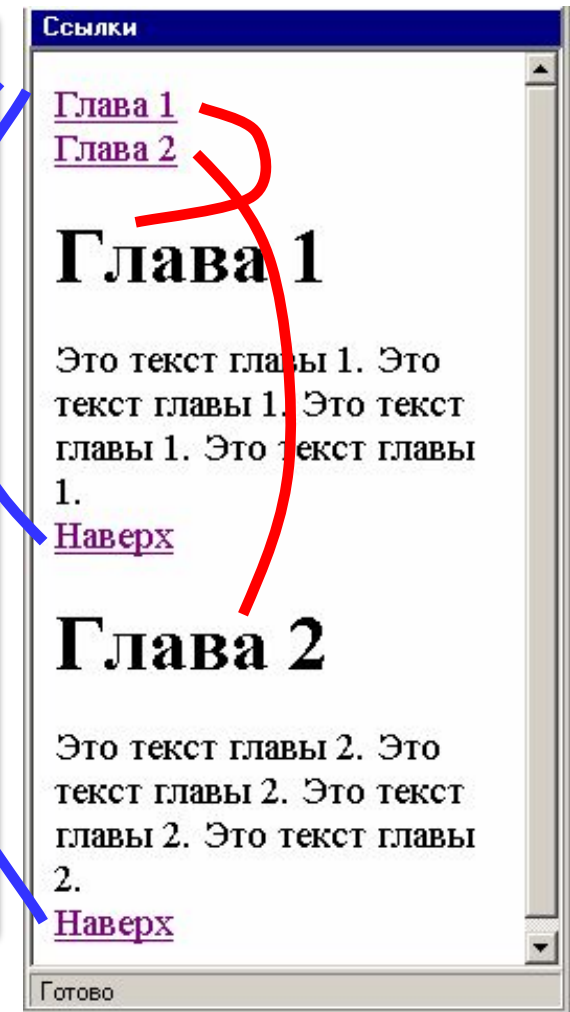 Ссылки
Глава 1
Глава 2
Глава 1
Это текст главы 1. Это
текст главы 1. Это текст
главы 1. Это текст главы
1.
Наверх
Глава 2
Это текст главы 2. Это
текст главы 2. Это текст
главы 2. Это текст главы
2.
Наверх
Готово